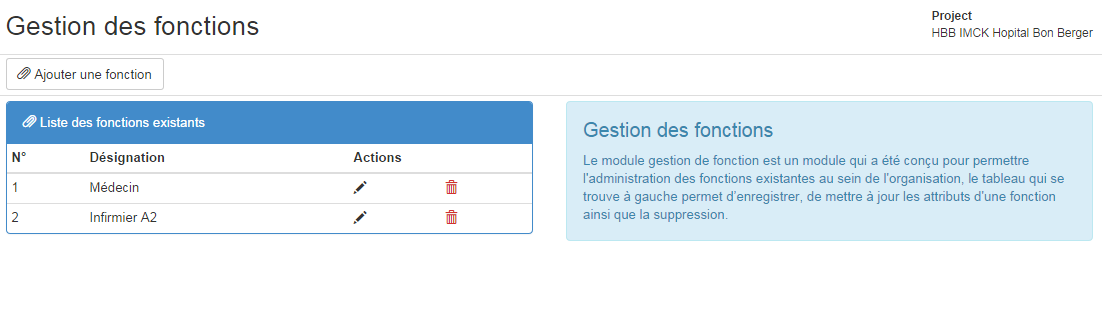 Gestion des fonctions
Project
HBB IMCK Hopital Bon Berger
Ajouter une fonction
Liste des fonctions existants
N° Désignation Actions
1 Médecin
2 Infirmier A2
Gestion des fonctions
Le module gestion de fonction est un module qui a été conçu pour permettre
l'administration des fonctions existantes au sein de l'organisation, le tableau qui se
trouve à gauche permet d'enregistrer, de mettre à jour les attributs d'une fonction
ainsi que la suppression.